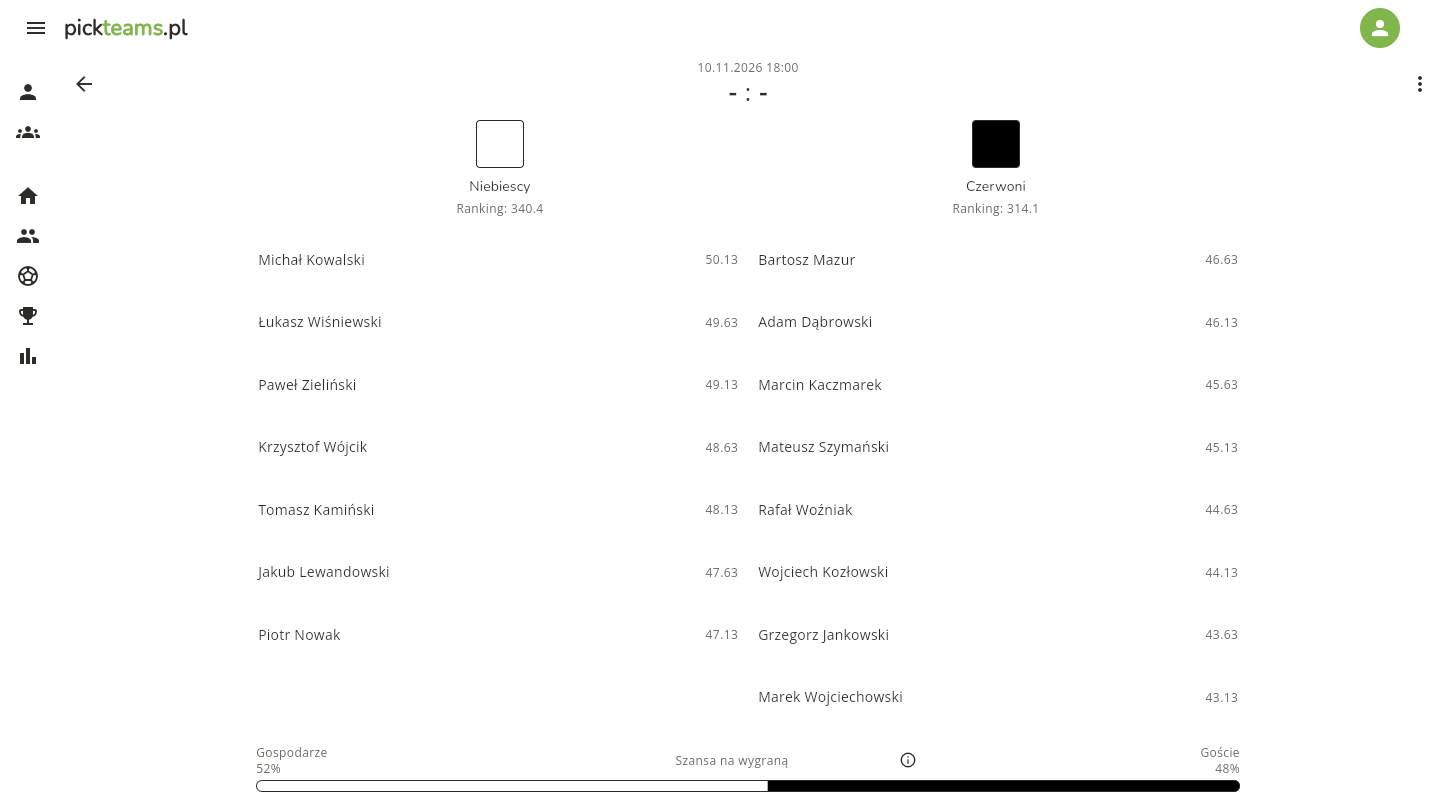 pickteams.pl
10.11.2026 18:00
- : -
Niebiescy
Ranking: 340.4
Czerwoni
Ranking: 314.1
Michał Kowalski 50.13
Bartosz Mazur 46.63
Łukasz Wiśniewski 49.63
Adam Dąbrowski 46.13
Paweł Zieliński 49.13
Marcin Kaczmarek 45.63
Krzysztof Wójcik 48.63
Mateusz Szymański 45.13
Tomasz Kamiński 48.13
Rafał Woźniak 44.63
Jakub Lewandowski 47.63
Wojciech Kozłowski 44.13
Piotr Nowak 47.13
Grzegorz Jankowski 43.63
Marek Wojciechowski 43.13
Gospodarze
52%
Szansa na wygraną
Goście
48%